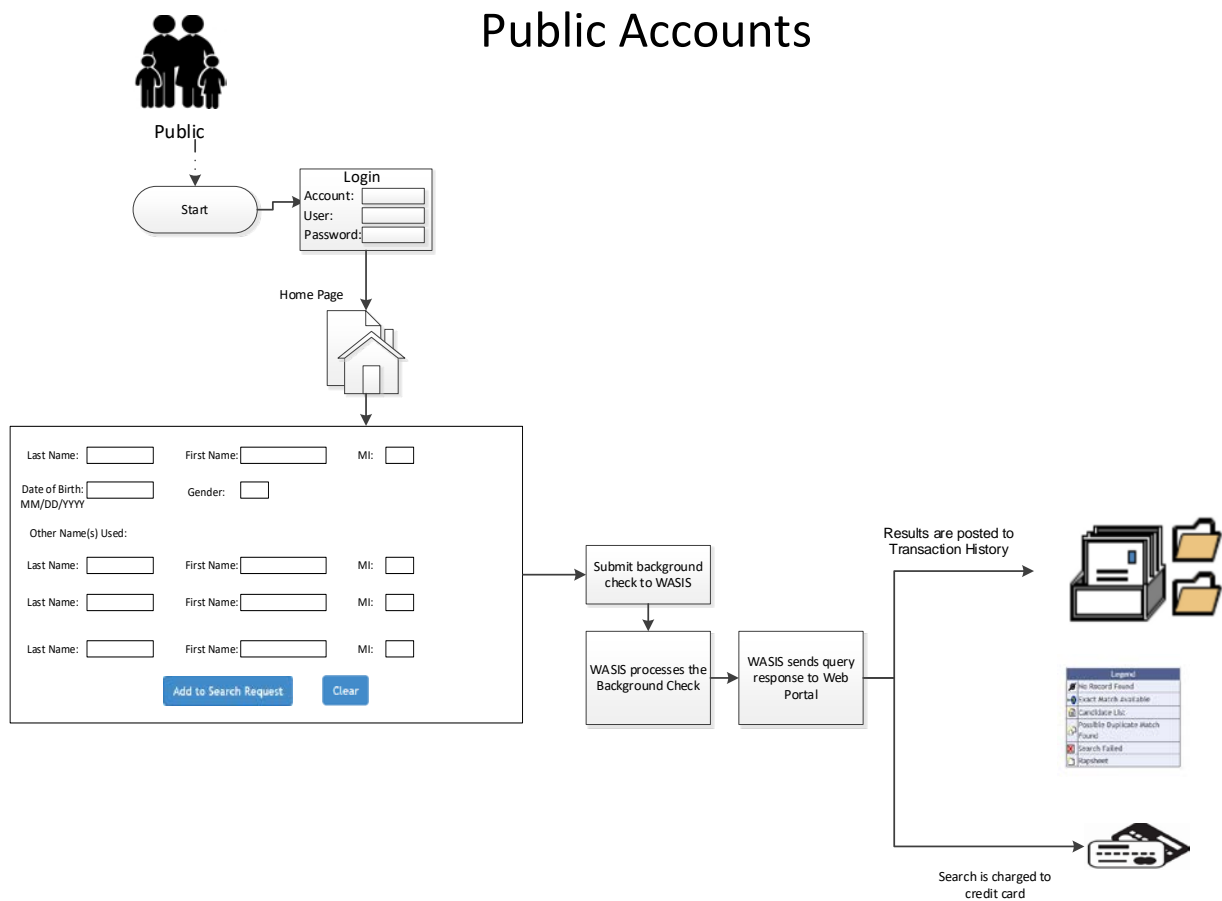 Public Accounts
Public
Start
Login
Account:
User:
Password:
Home Page
Last Name: First Name: MI:
Date of Birth: Gender:
MM/DD/YYYY
Other Name(s) Used:
Last Name: First Name: MI:
Last Name: First Name: MI:
Last Name: First Name: MI:
Add to Search Request Clear
Submit background
check to WASIS
WASIS processes the
Background Check
WASIS sends query
response to Web
Portal
Results are posted to
Transaction History
Legend
No Record Found
Exact Match Available
Candidate List
Possible Duplicate Match
Found
Search Failed
Rapsheet
Search is charged to
credit card